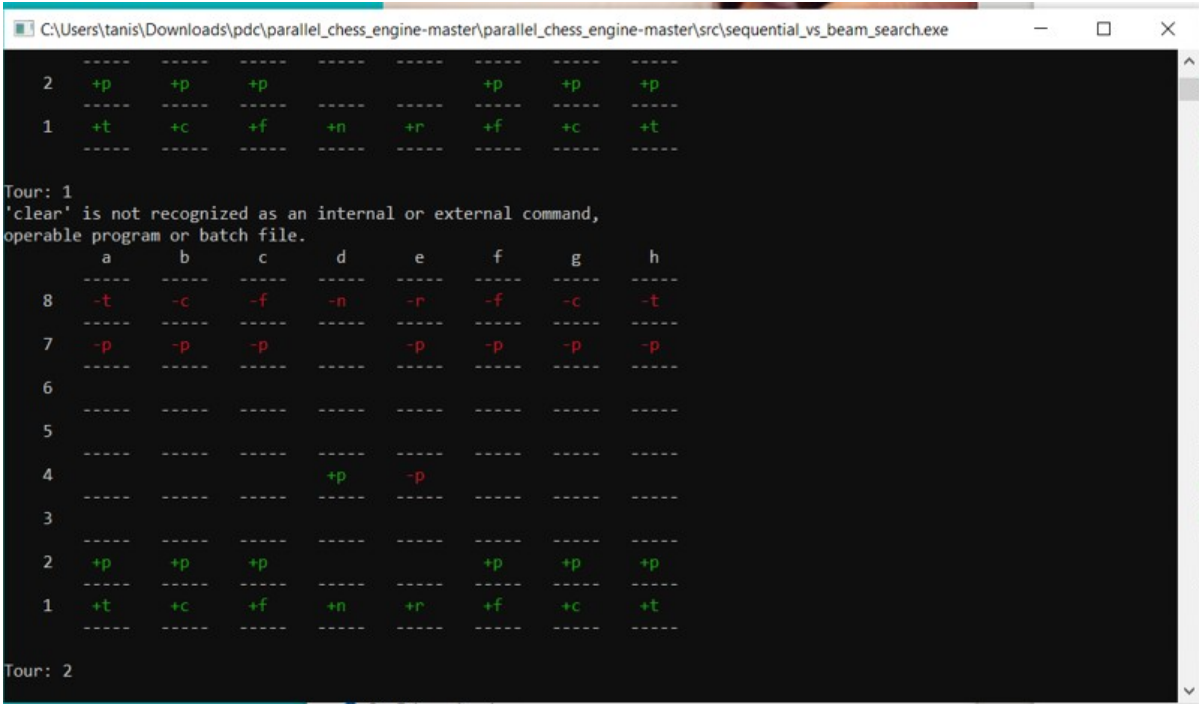 C:\Users\tanis\Downloads\pdc\parallel_chess_engine-master\parallel_chess_engine-master\src\sequential_vs_beam_search.exe
----- ----- ----- ----- ----- ----- ----- -----
2 +p +p +p +p +p +p
----- ----- ----- ----- ----- ----- ----- -----
1 +t +c +f +n +r +f +c +t
----- ----- ----- ----- ----- ----- ----- -----
Tour: 1
'clear' is not recognized as an internal or external command,
operable program or batch file.
a b c d e f g h
----- ----- ----- ----- ----- ----- ----- -----
8 -t -c -f -n -r -f -c -t
----- ----- ----- ----- ----- ----- ----- -----
7 -p -p -p -p -p -p -p
----- ----- ----- ----- ----- ----- ----- -----
6
----- ----- ----- ----- ----- ----- ----- -----
5
----- ----- ----- ----- ----- ----- ----- -----
4 +p -p
----- ----- ----- ----- ----- ----- ----- -----
3
----- ----- ----- ----- ----- ----- ----- -----
2 +p +p +p +p +p +p
----- ----- ----- ----- ----- ----- ----- -----
1 +t +c +f +n +r +f +c +t
----- ----- ----- ----- ----- ----- ----- -----
Tour: 2